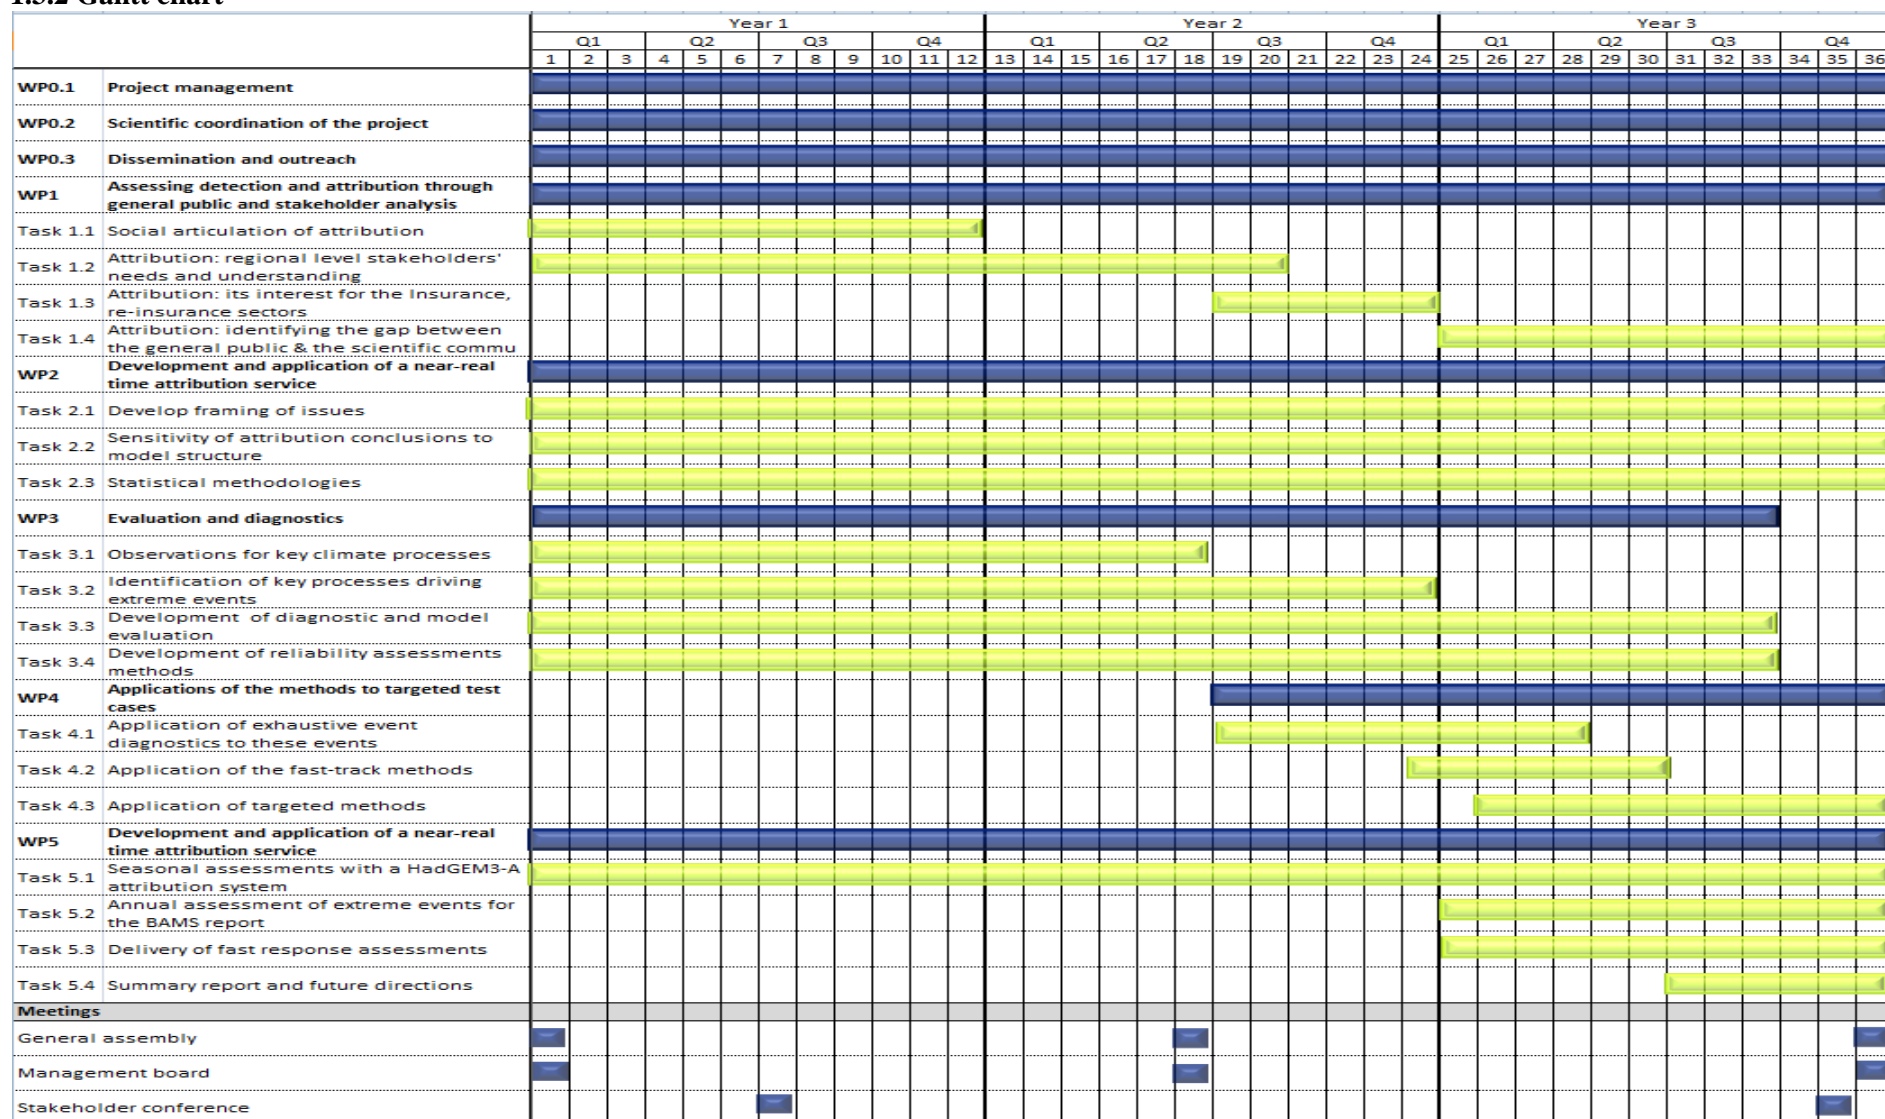 1.3.2 Gantt chart
Year 1 Year 2 Year 3
Q1 Q2 Q3 Q4 Q1 Q2 Q3 Q4 Q1 Q2 Q3 Q4
1 2 3 4 5 6 7 8 9 10 11 12 13 14 15 16 17 18 19 20 21 22 23 24 25 26 27 28 29 30 31 32 33 34 35 36
WP0.1 Project management
WP0.2 Scientific coordination of the project
WP0.3 Dissemination and outreach
WP1 Assessing detection and attribution through
general public and stakeholder analysis
Task 1.1 Social articulation of attribution
Task 1.2 Attribution: regional level stakeholders'
needs and understanding
Task 1.3 Attribution: its interest for the Insurance,
re-insurance sectors
Task 1.4 Attribution: identifying the gap between
the general public & the scientific commu
WP2 Development and application of a near-real
time attribution service
Task 2.1 Develop framing of issues
Task 2.2 Sensitivity of attribution conclusions to
model structure
Task 2.3 Statistical methodologies
WP3 Evaluation and diagnostics
Task 3.1 Observations for key climate processes
Task 3.2 Identification of key processes driving
extreme events
Task 3.3 Development of diagnostic and model
evaluation
Task 3.4 Development of reliability assessments
methods
WP4 Applications of the methods to targeted test
cases
Task 4.1 Application of exhaustive event
diagnostics to these events
Task 4.2 Application of the fast-track methods
Task 4.3 Application of targeted methods
WP5 Development and application of a near-real
time attribution service
Task 5.1 Seasonal assessments with a HadGEM3-A
attribution system
Task 5.2 Annual assessment of extreme events for
the BAMS report
Task 5.3 Delivery of fast response assessments
Task 5.4 Summary report and future directions
Meetings
General assembly
Management board
Stakeholder conference